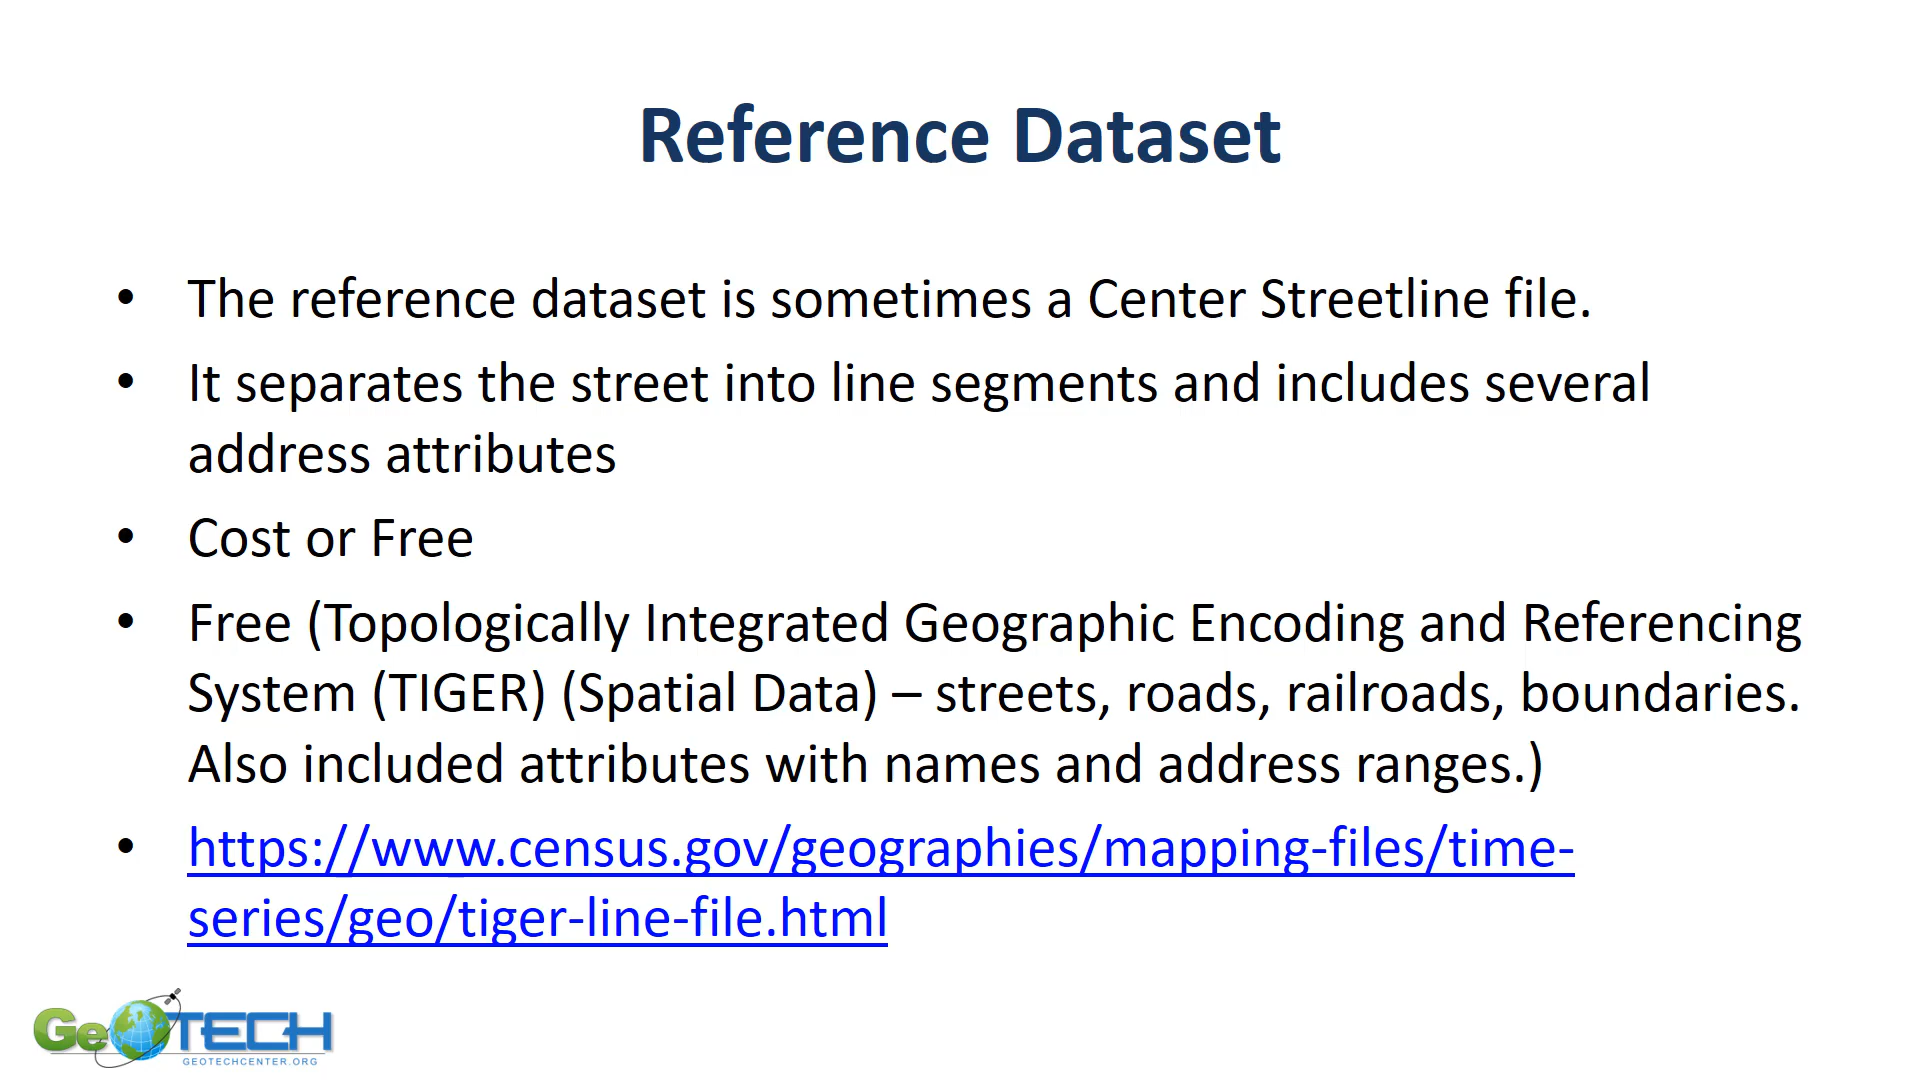 Reference Dataset
• The reference dataset is sometimes a Center Streetline file.
• It separates the street into line segments and includes several
address attributes
• Cost or Free
• Free (Topologically Integrated Geographic Encoding and Referencing
System (TIGER) (Spatial Data) – streets, roads, railroads, boundaries.
Also included attributes with names and address ranges.)
• https://www.census.gov/geographies/mapping-files/time-
series/geo/tiger-line-file.html
GeoTECH
GEOTECHCENTER.ORG